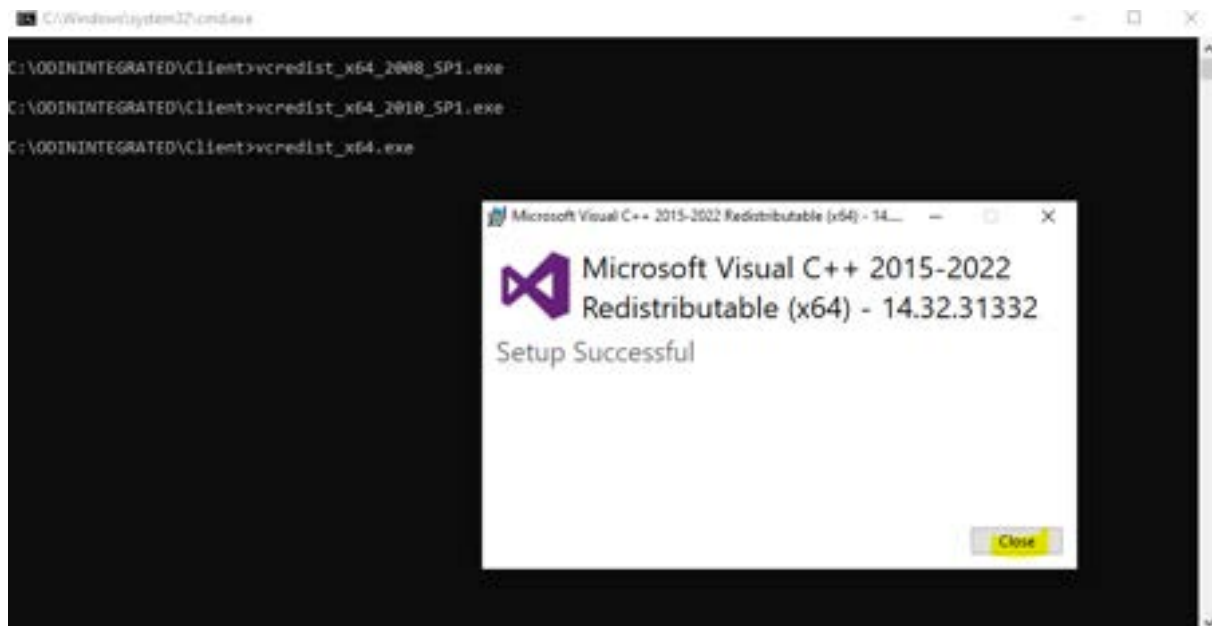 C:\Windows\system32\cmd.exe
C:\ODININTEGRATED\Client>vcredist_x64_2008_SP1.exe
C:\ODININTEGRATED\Client>vcredist_x64_2010_SP1.exe
C:\ODININTEGRATED\Client>vcredist_x64.exe
Microsoft Visual C++ 2015-2022 Redistributable (x64) - 14....
Microsoft Visual C++ 2015-2022
Redistributable (x64) - 14.32.31332
Setup Successful
Close